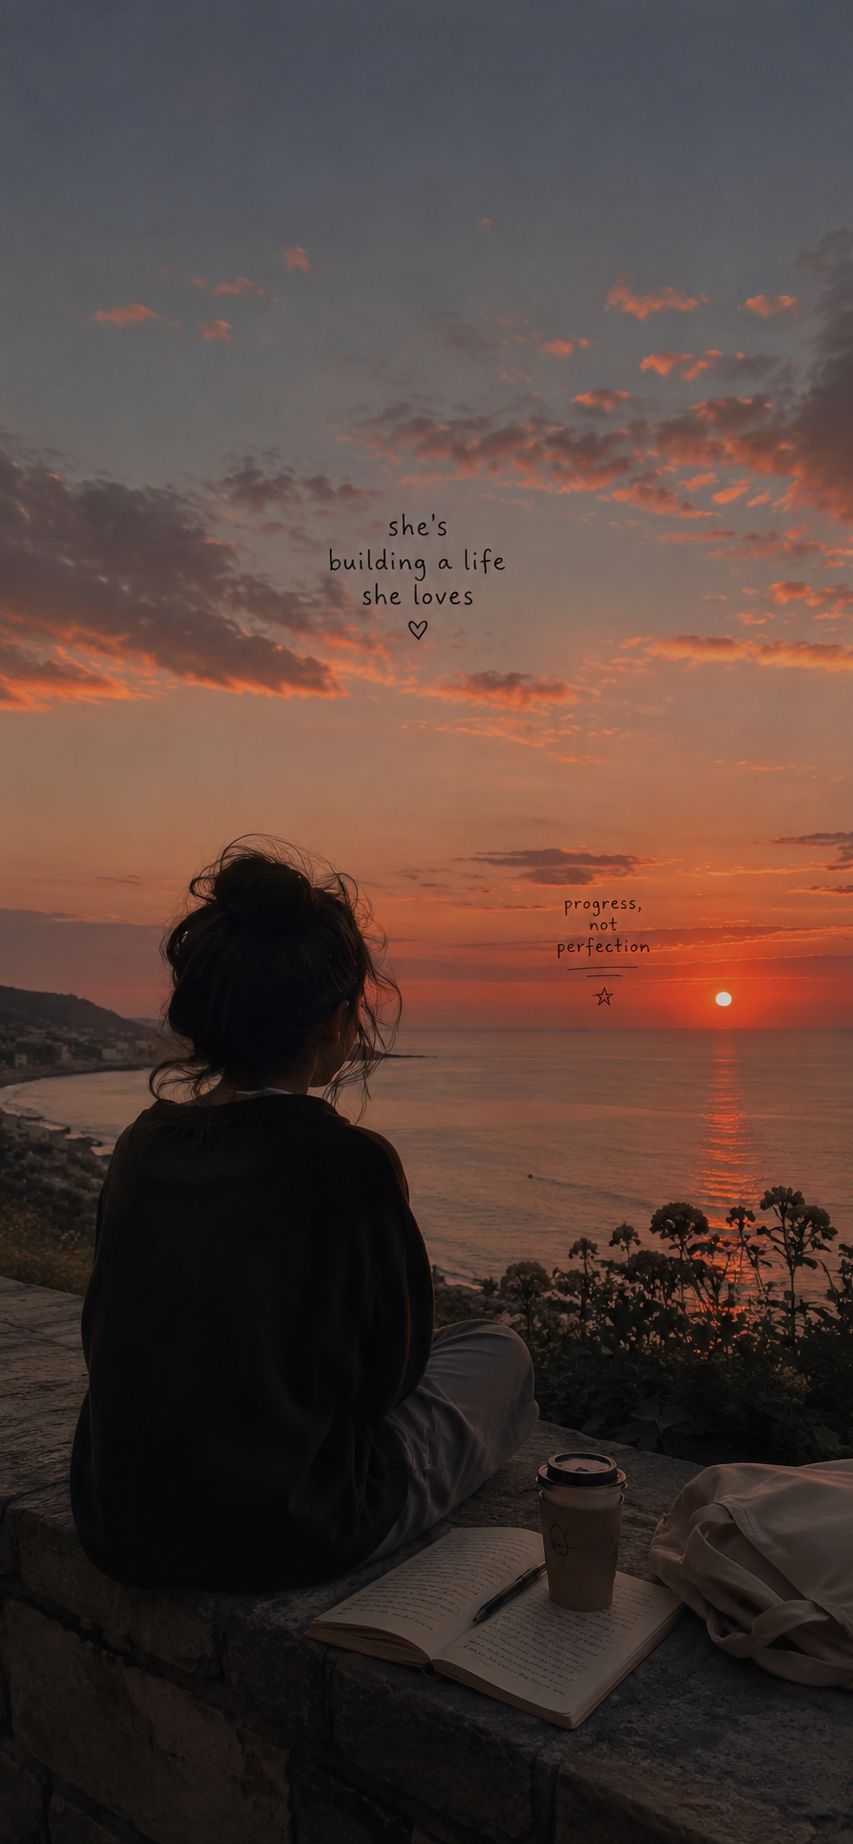 she's
building a life
she loves
progress,
not
perfection